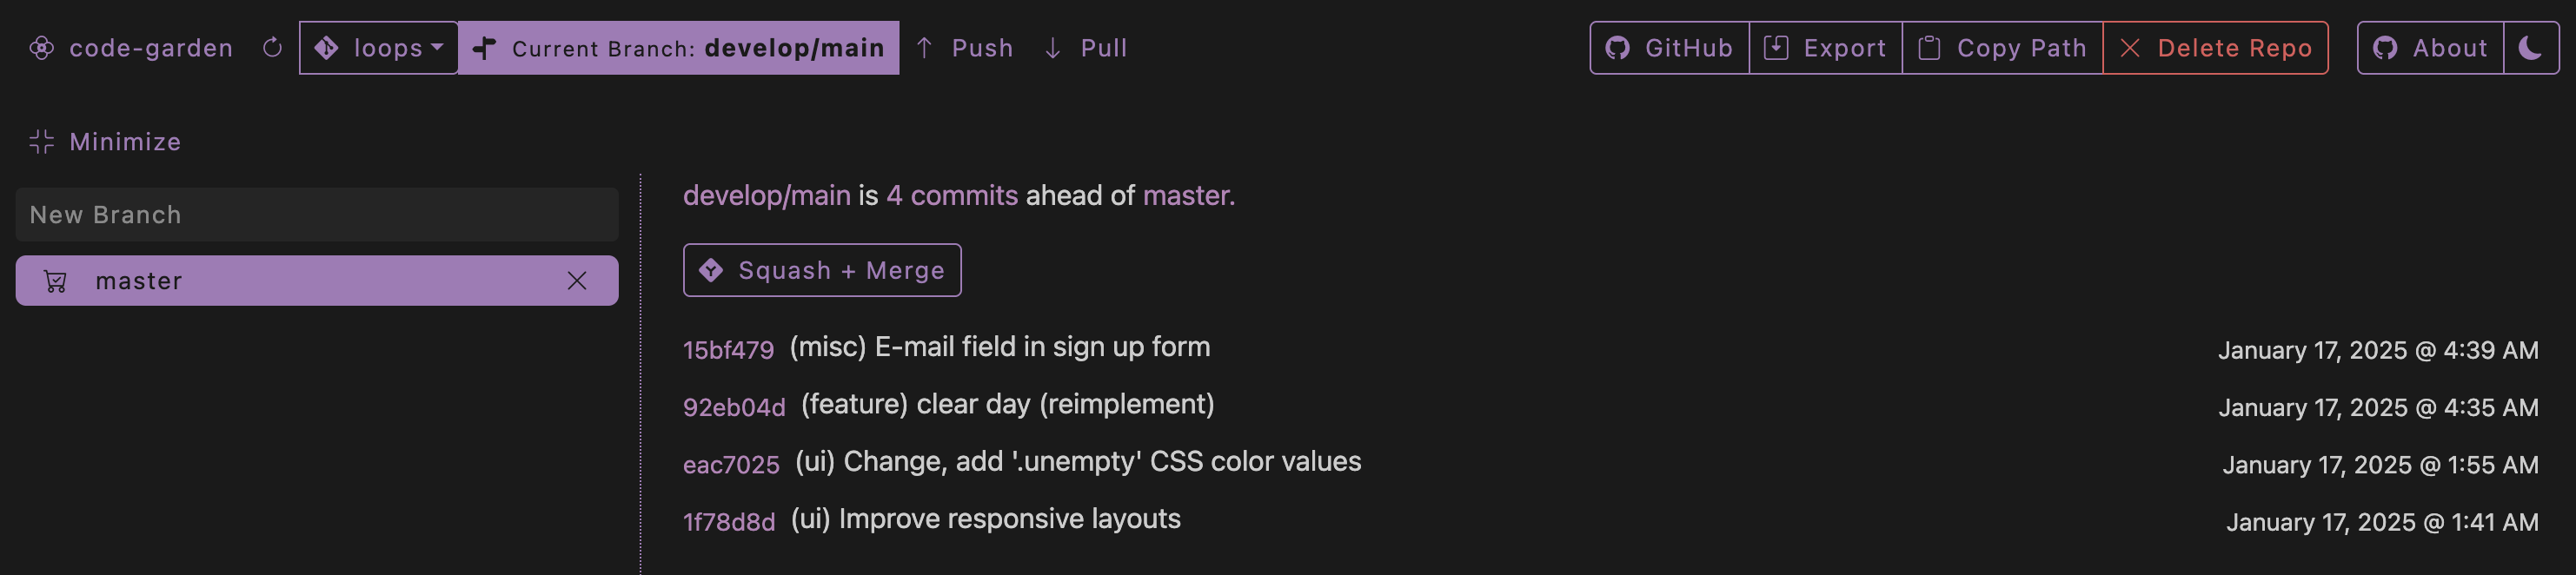 code-garden loops Current Branch: develop/main Push Pull GitHub Export Copy Path Delete Repo About
Minimize
New Branch
master
develop/main is 4 commits ahead of master.
Squash + Merge
15bf479 (misc) E-mail field in sign up form January 17, 2025 @ 4:39 AM
92eb04d (feature) clear day (reimplement) January 17, 2025 @ 4:35 AM
eac7025 (ui) Change, add '.unempty' CSS color values January 17, 2025 @ 1:55 AM
1f78d8d (ui) Improve responsive layouts January 17, 2025 @ 1:41 AM